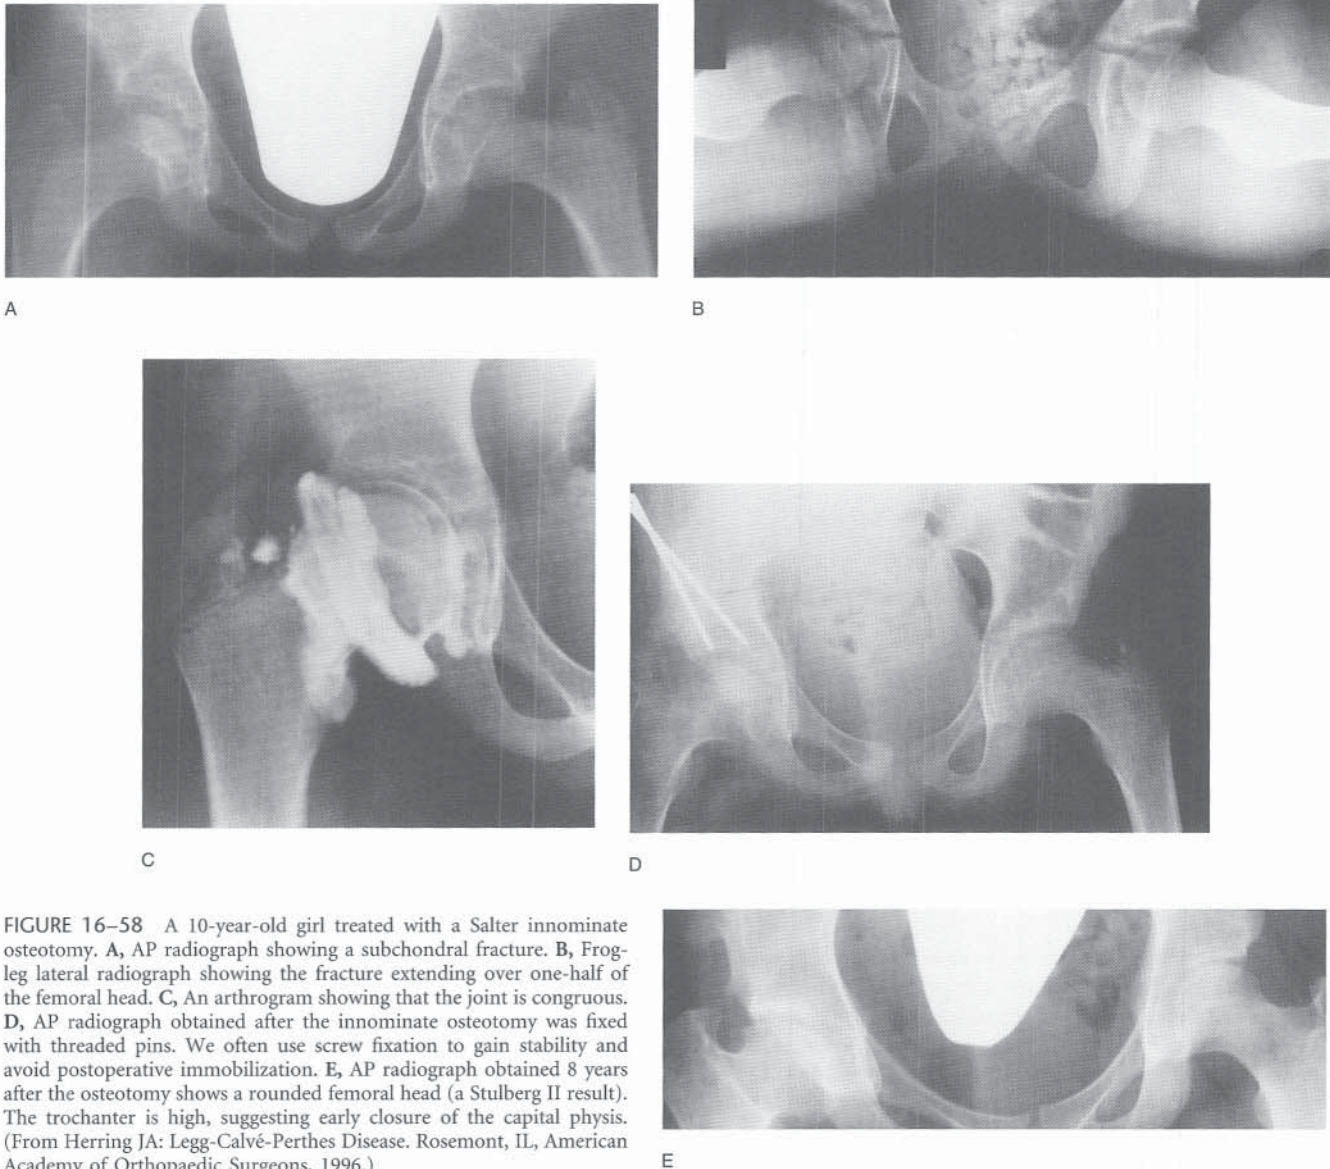 A
B
C
D
FIGURE 16–58 A 10-year-old girl treated with a Salter innominate
osteotomy. A, AP radiograph showing a subchondral fracture. B, Frog-
leg lateral radiograph showing the fracture extending over one-half of
the femoral head. C, An arthrogram showing that the joint is congruous.
D, AP radiograph obtained after the innominate osteotomy was fixed
with threaded pins. We often use screw fixation to gain stability and
avoid postoperative immobilization. E, AP radiograph obtained 8 years
after the osteotomy shows a rounded femoral head (a Stulberg II result).
The trochanter is high, suggesting early closure of the capital physis.
(From Herring JA: Legg-Calvé-Perthes Disease. Rosemont, IL, American
Academy of Orthopaedic Surgeons, 1996.)
E